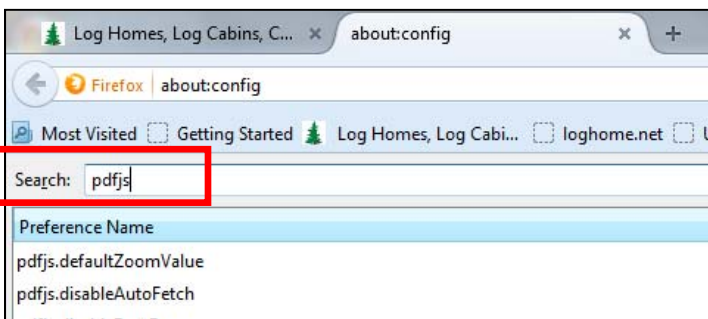 Log Homes, Log Cabins, C... × about:config × +
Firefox about:config
Most Visited Getting Started Log Homes, Log Cabi... loghome.net
Search: pdfjs
Preference Name
pdfjs.defaultZoomValue
pdfjs.disableAutoFetch